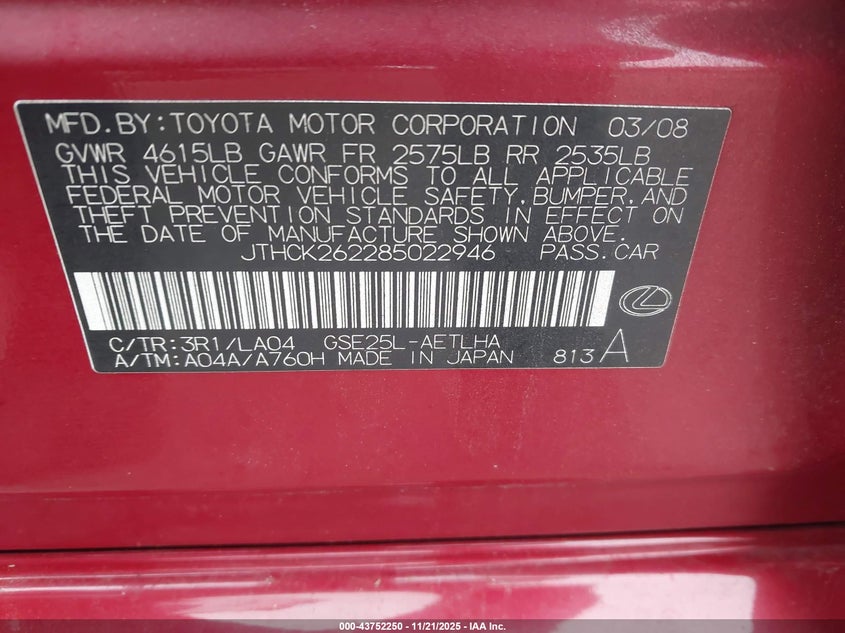 MFD.BY:TOYOTA MOTOR CORPORATION 03/08
GVWR 4615LB GAWR FR 2575LB RR 2535LB
THIS VEHICLE CONFORMS TO ALL APPLICABLE
FEDERAL MOTOR VEHICLE SAFETY,BUMPER,AND
THEFT PREVENTION STANDARDS IN EFFECT ON
THE DATE OF MANUFACTURE SHOWN ABOVE.
JTHCK262285022946 PASS.CAR
C/TR:3R1/LA04 GSE25L-AETLHA
A/TM:A04A/A760H MADE IN JAPAN 813A
000-43752250 - 11/21/2025 - IAA Inc.